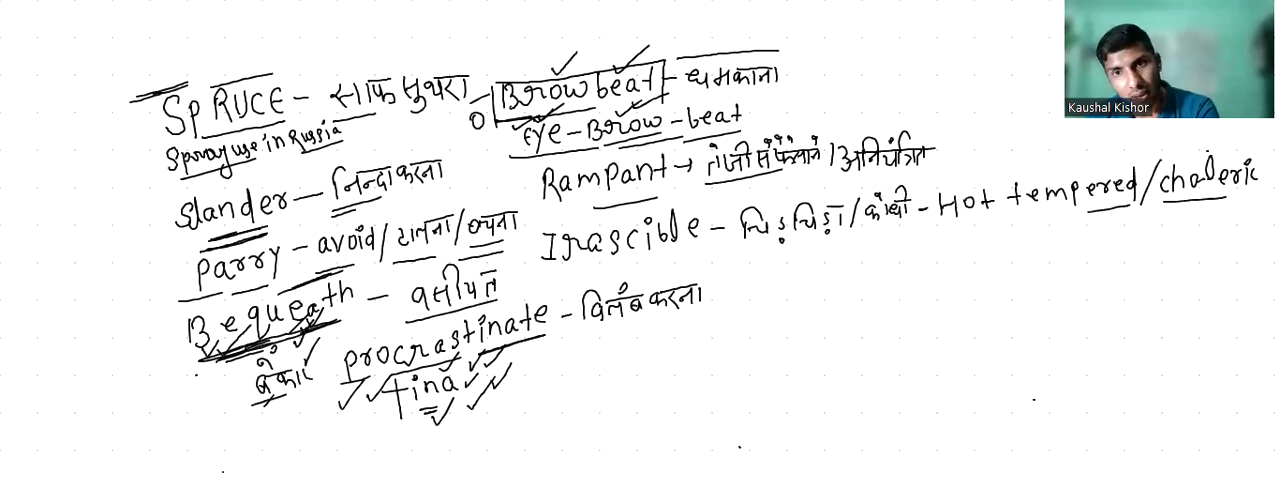 SpRUCE - साफ सुथरा
Spray use in Russia
Slander - निन्दा करना
Parry - avoid/टालना/बचना
Bequeath - वसीयत
बेकार
Procrastinate - विलंब करना
tina
Browbeat - धमकाना
Eye-Brow-beat
Rampant → तेजी से फैलने/अनियंत्रित
Irascible - चिड़चिड़ा/क्रोधी - Hot tempered/choleric
Kaushal Kishor